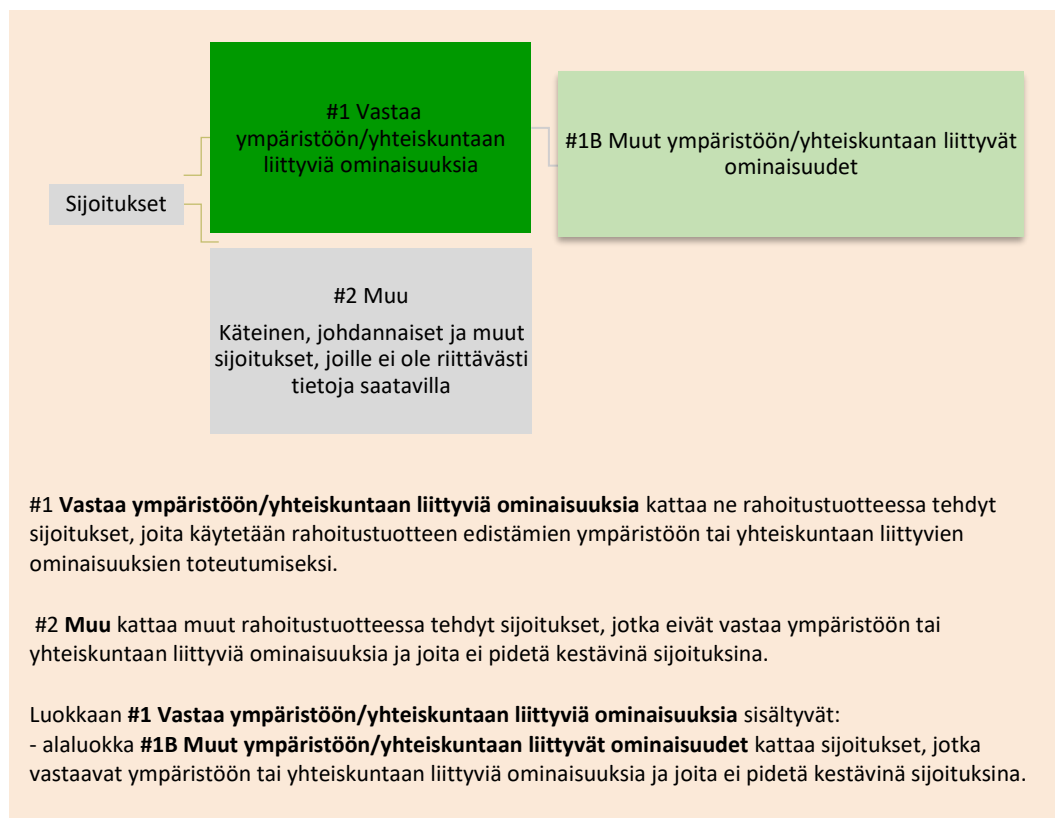 #1 Vastaa
ympäristöön/yhteiskuntaan
liittyviä ominaisuuksia
#1B Muut ympäristöön/yhteiskuntaan liittyvät
ominaisuudet
Sijoitukset
#2 Muu
Käteinen, johdannaiset ja muut
sijoitukset, joille ei ole riittävästi
tietoja saatavilla
#1 Vastaa ympäristöön/yhteiskuntaan liittyviä ominaisuuksia kattaa ne rahoitustuotteessa tehdyt
sijoitukset, joita käytetään rahoitustuotteen edistämien ympäristöön tai yhteiskuntaan liittyvien
ominaisuuksien toteutumiseksi.
#2 Muu kattaa muut rahoitustuotteessa tehdyt sijoitukset, jotka eivät vastaa ympäristöön tai
yhteiskuntaan liittyviä ominaisuuksia ja joita ei pidetä kestävinä sijoituksina.
Luokkaan #1 Vastaa ympäristöön/yhteiskuntaan liittyviä ominaisuuksia sisältyvät:
- alaluokka #1B Muut ympäristöön/yhteiskuntaan liittyvät ominaisuudet kattaa sijoitukset, jotka
vastaavat ympäristöön tai yhteiskuntaan liittyviä ominaisuuksia ja joita ei pidetä kestävinä sijoituksina.